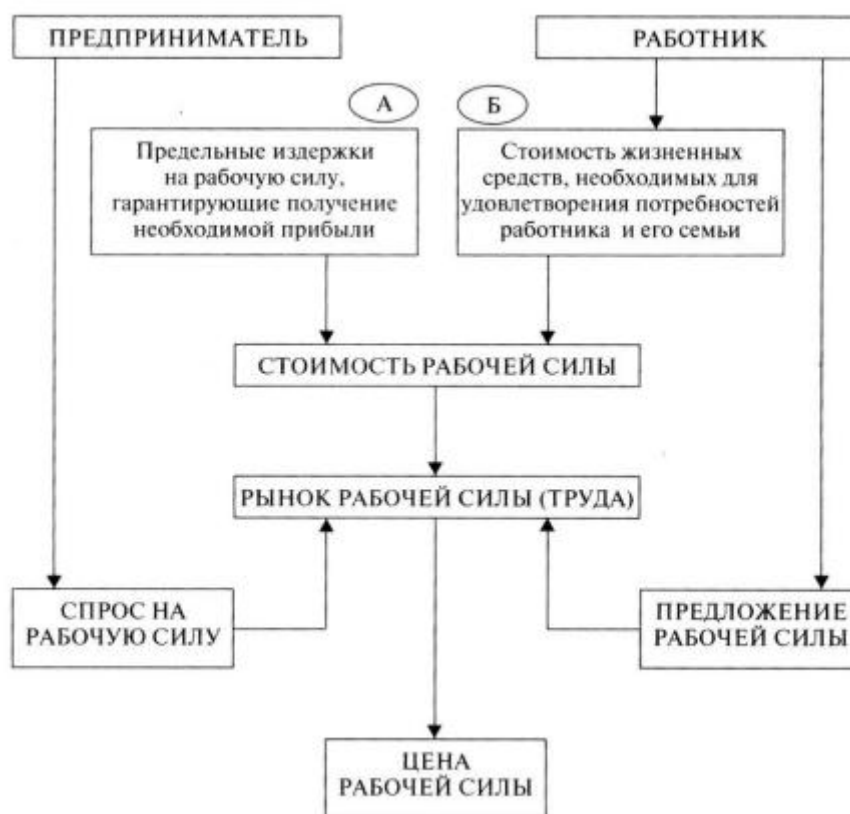 ПРЕДПРИНИМАТЕЛЬ
РАБОТНИК
А
Б
Предельные издержки
на рабочую силу,
гарантирующие получение
необходимой прибыли
Стоимость жизненных
средств, необходимых для
удовлетворения потребностей
работника и его семьи
СТОИМОСТЬ РАБОЧЕЙ СИЛЫ
РЫНОК РАБОЧЕЙ СИЛЫ (ТРУДА)
СПРОС НА
РАБОЧУЮ СИЛУ
ПРЕДЛОЖЕНИЕ
РАБОЧЕЙ СИЛЫ
ЦЕНА
РАБОЧЕЙ СИЛЫ